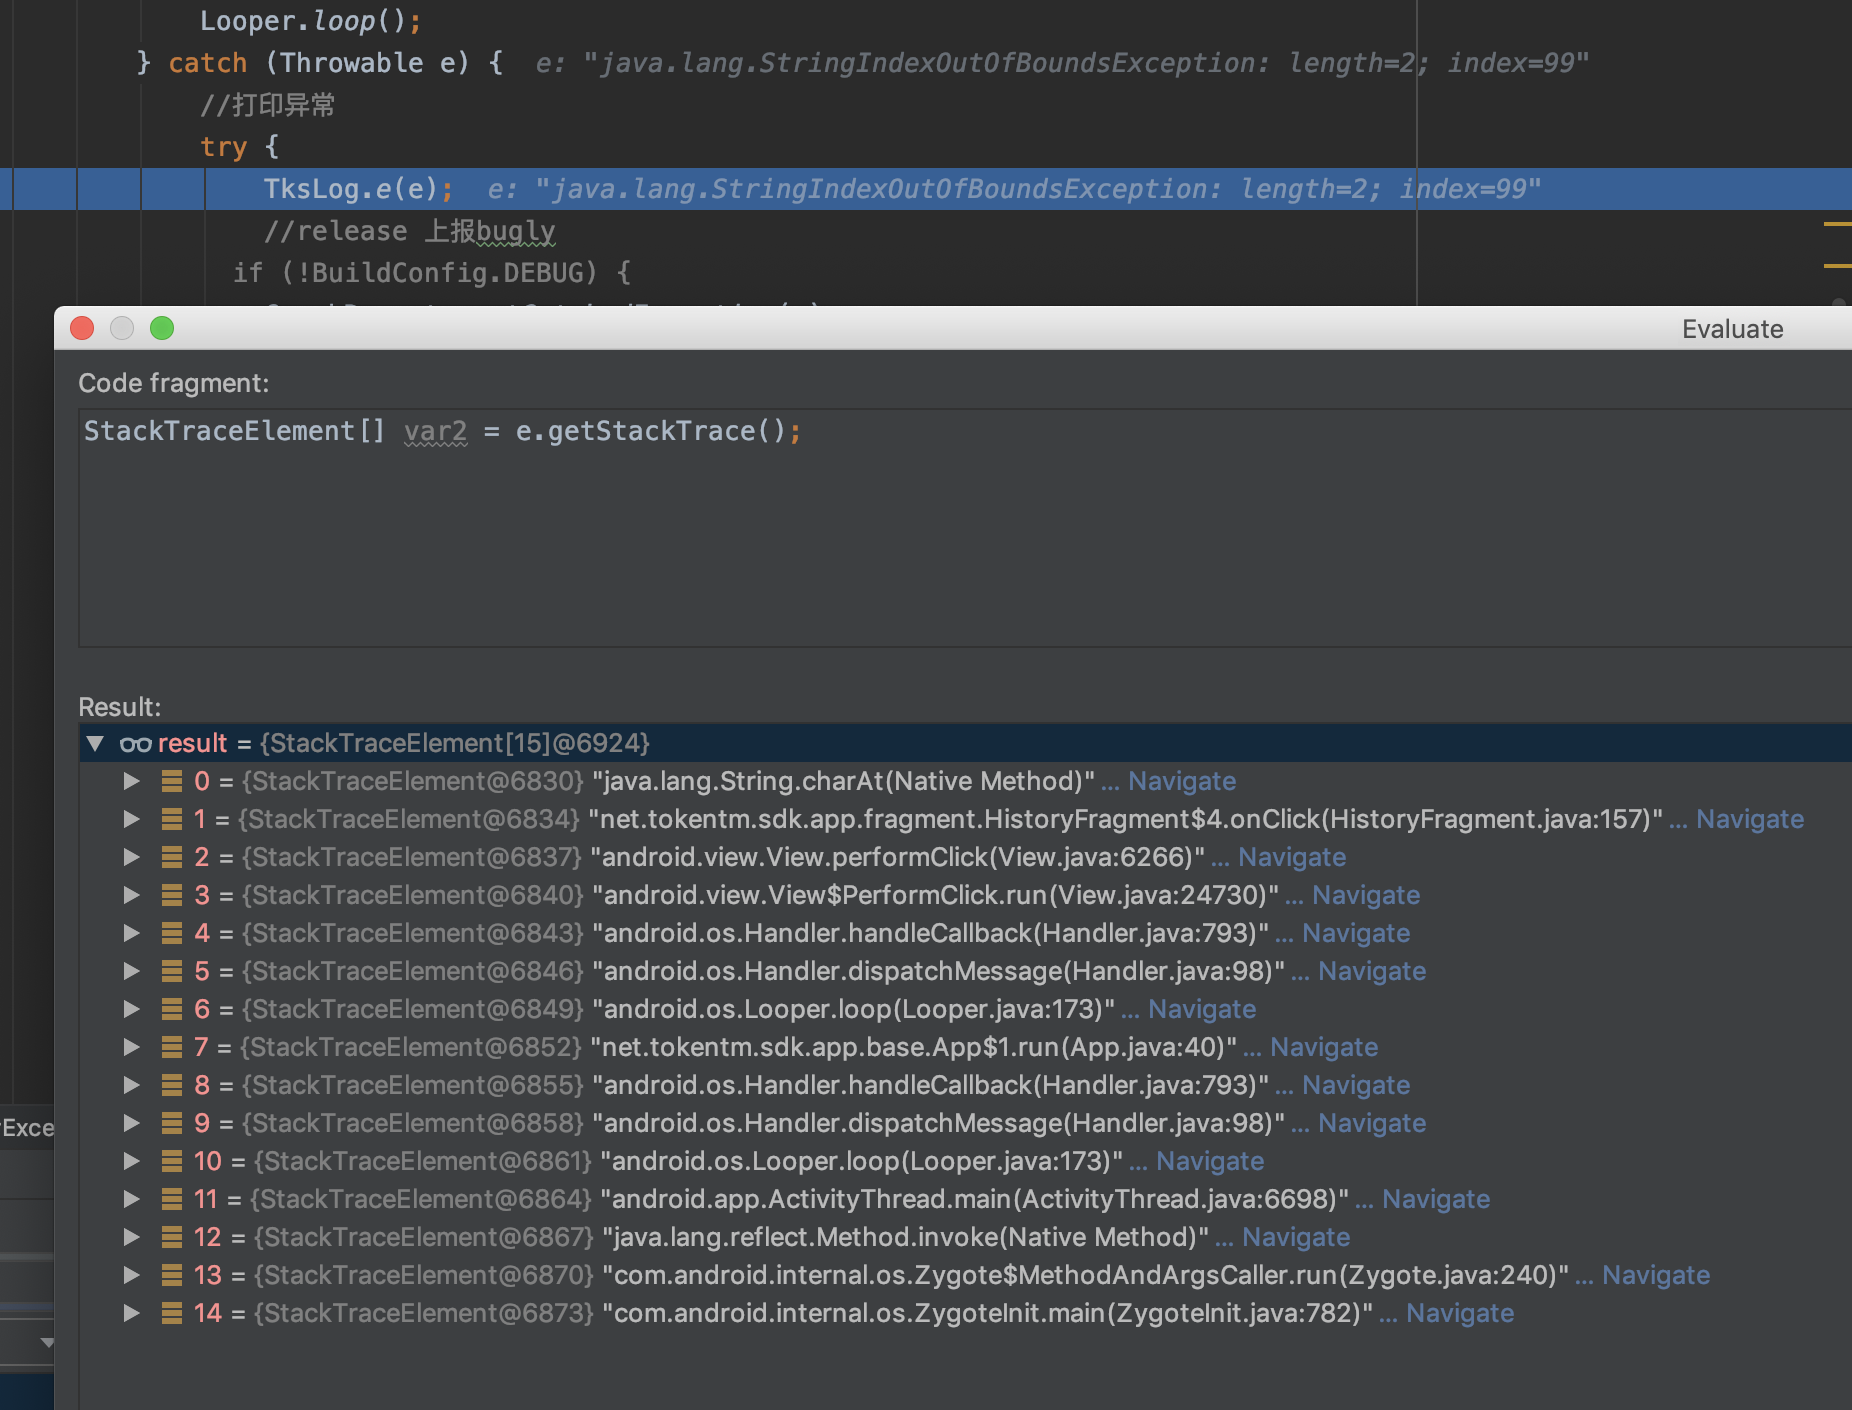 Looper.loop();
} catch (Throwable e) {  e: "java.lang.StringIndexOutOfBoundsException: length=2; index=99"
//打印异常
try {
TksLog.e(e);  e: "java.lang.StringIndexOutOfBoundsException: length=2; index=99"
//release 上报bugly
if (!BuildConfig.DEBUG) {
Evaluate
Code fragment:
StackTraceElement[] var2 = e.getStackTrace();
Result:
result = {StackTraceElement[15]@6924}
0 = {StackTraceElement@6830} "java.lang.String.charAt(Native Method)" ... Navigate
1 = {StackTraceElement@6834} "net.tokentm.sdk.app.fragment.HistoryFragment$4.onClick(HistoryFragment.java:157)" ... Navigate
2 = {StackTraceElement@6837} "android.view.View.performClick(View.java:6266)" ... Navigate
3 = {StackTraceElement@6840} "android.view.View$PerformClick.run(View.java:24730)" ... Navigate
4 = {StackTraceElement@6843} "android.os.Handler.handleCallback(Handler.java:793)" ... Navigate
5 = {StackTraceElement@6846} "android.os.Handler.dispatchMessage(Handler.java:98)" ... Navigate
6 = {StackTraceElement@6849} "android.os.Looper.loop(Looper.java:173)" ... Navigate
7 = {StackTraceElement@6852} "net.tokentm.sdk.app.base.App$1.run(App.java:40)" ... Navigate
8 = {StackTraceElement@6855} "android.os.Handler.handleCallback(Handler.java:793)" ... Navigate
9 = {StackTraceElement@6858} "android.os.Handler.dispatchMessage(Handler.java:98)" ... Navigate
Exce
10 = {StackTraceElement@6861} "android.os.Looper.loop(Looper.java:173)" ... Navigate
11 = {StackTraceElement@6864} "android.app.ActivityThread.main(ActivityThread.java:6698)" ... Navigate
12 = {StackTraceElement@6867} "java.lang.reflect.Method.invoke(Native Method)" ... Navigate
13 = {StackTraceElement@6870} "com.android.internal.os.Zygote$MethodAndArgsCaller.run(Zygote.java:240)" ... Navigate
14 = {StackTraceElement@6873} "com.android.internal.os.ZygoteInit.main(ZygoteInit.java:782)" ... Navigate